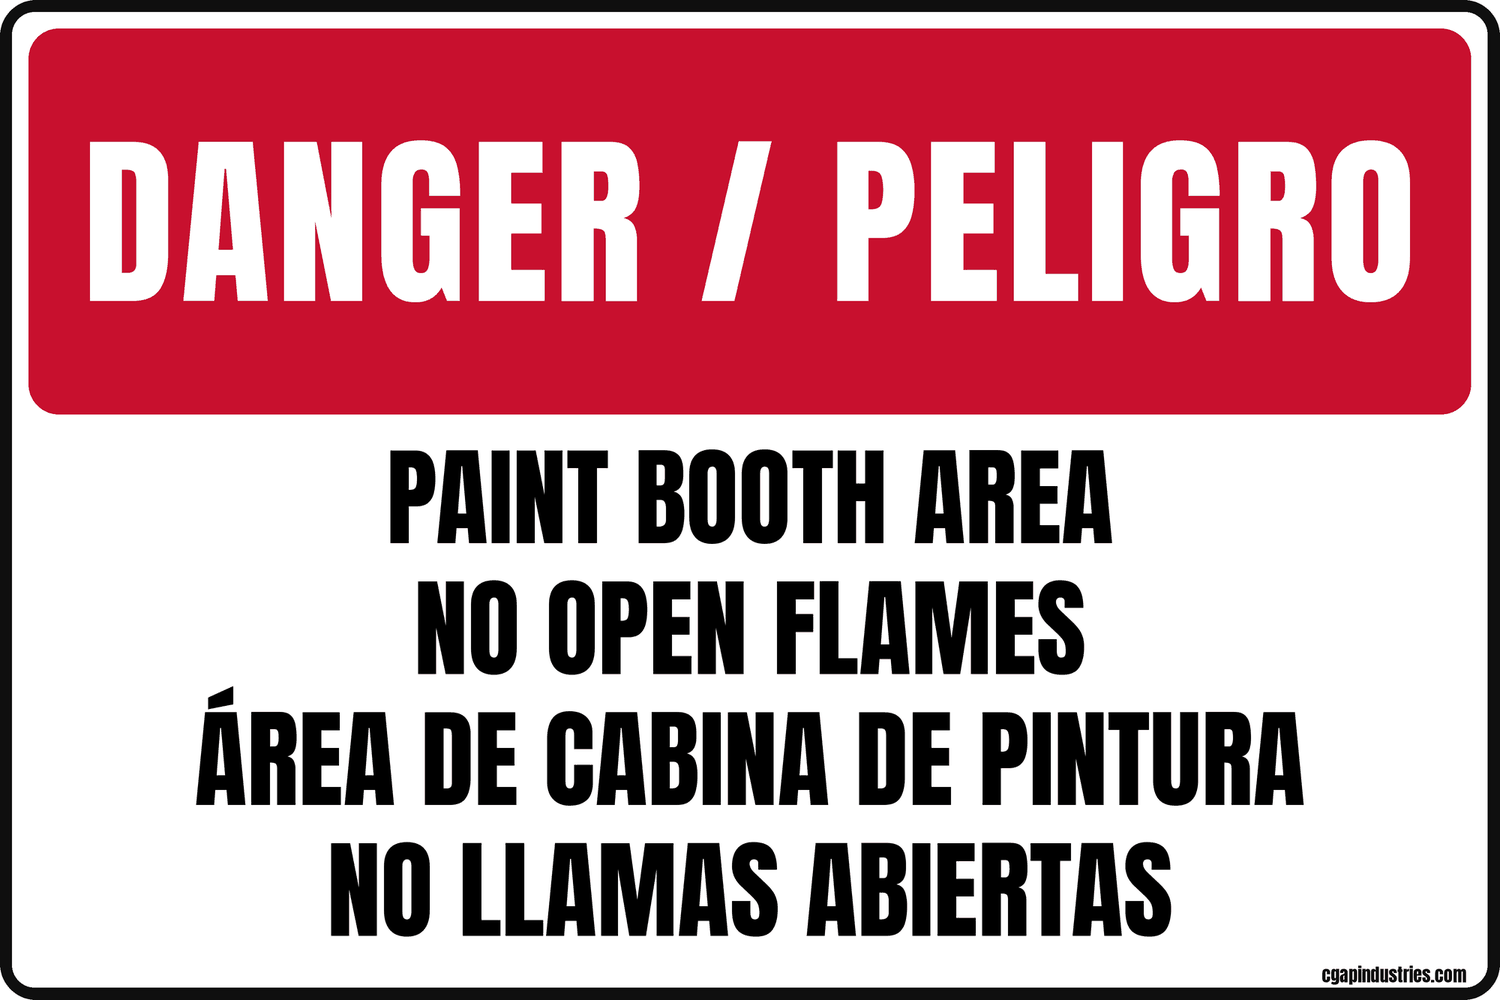 DANGER / PELIGRO
PAINT BOOTH AREA
NO OPEN FLAMES
ÁREA DE CABINA DE PINTURA
NO LLAMAS ABIERTAS
cgapindustries.com